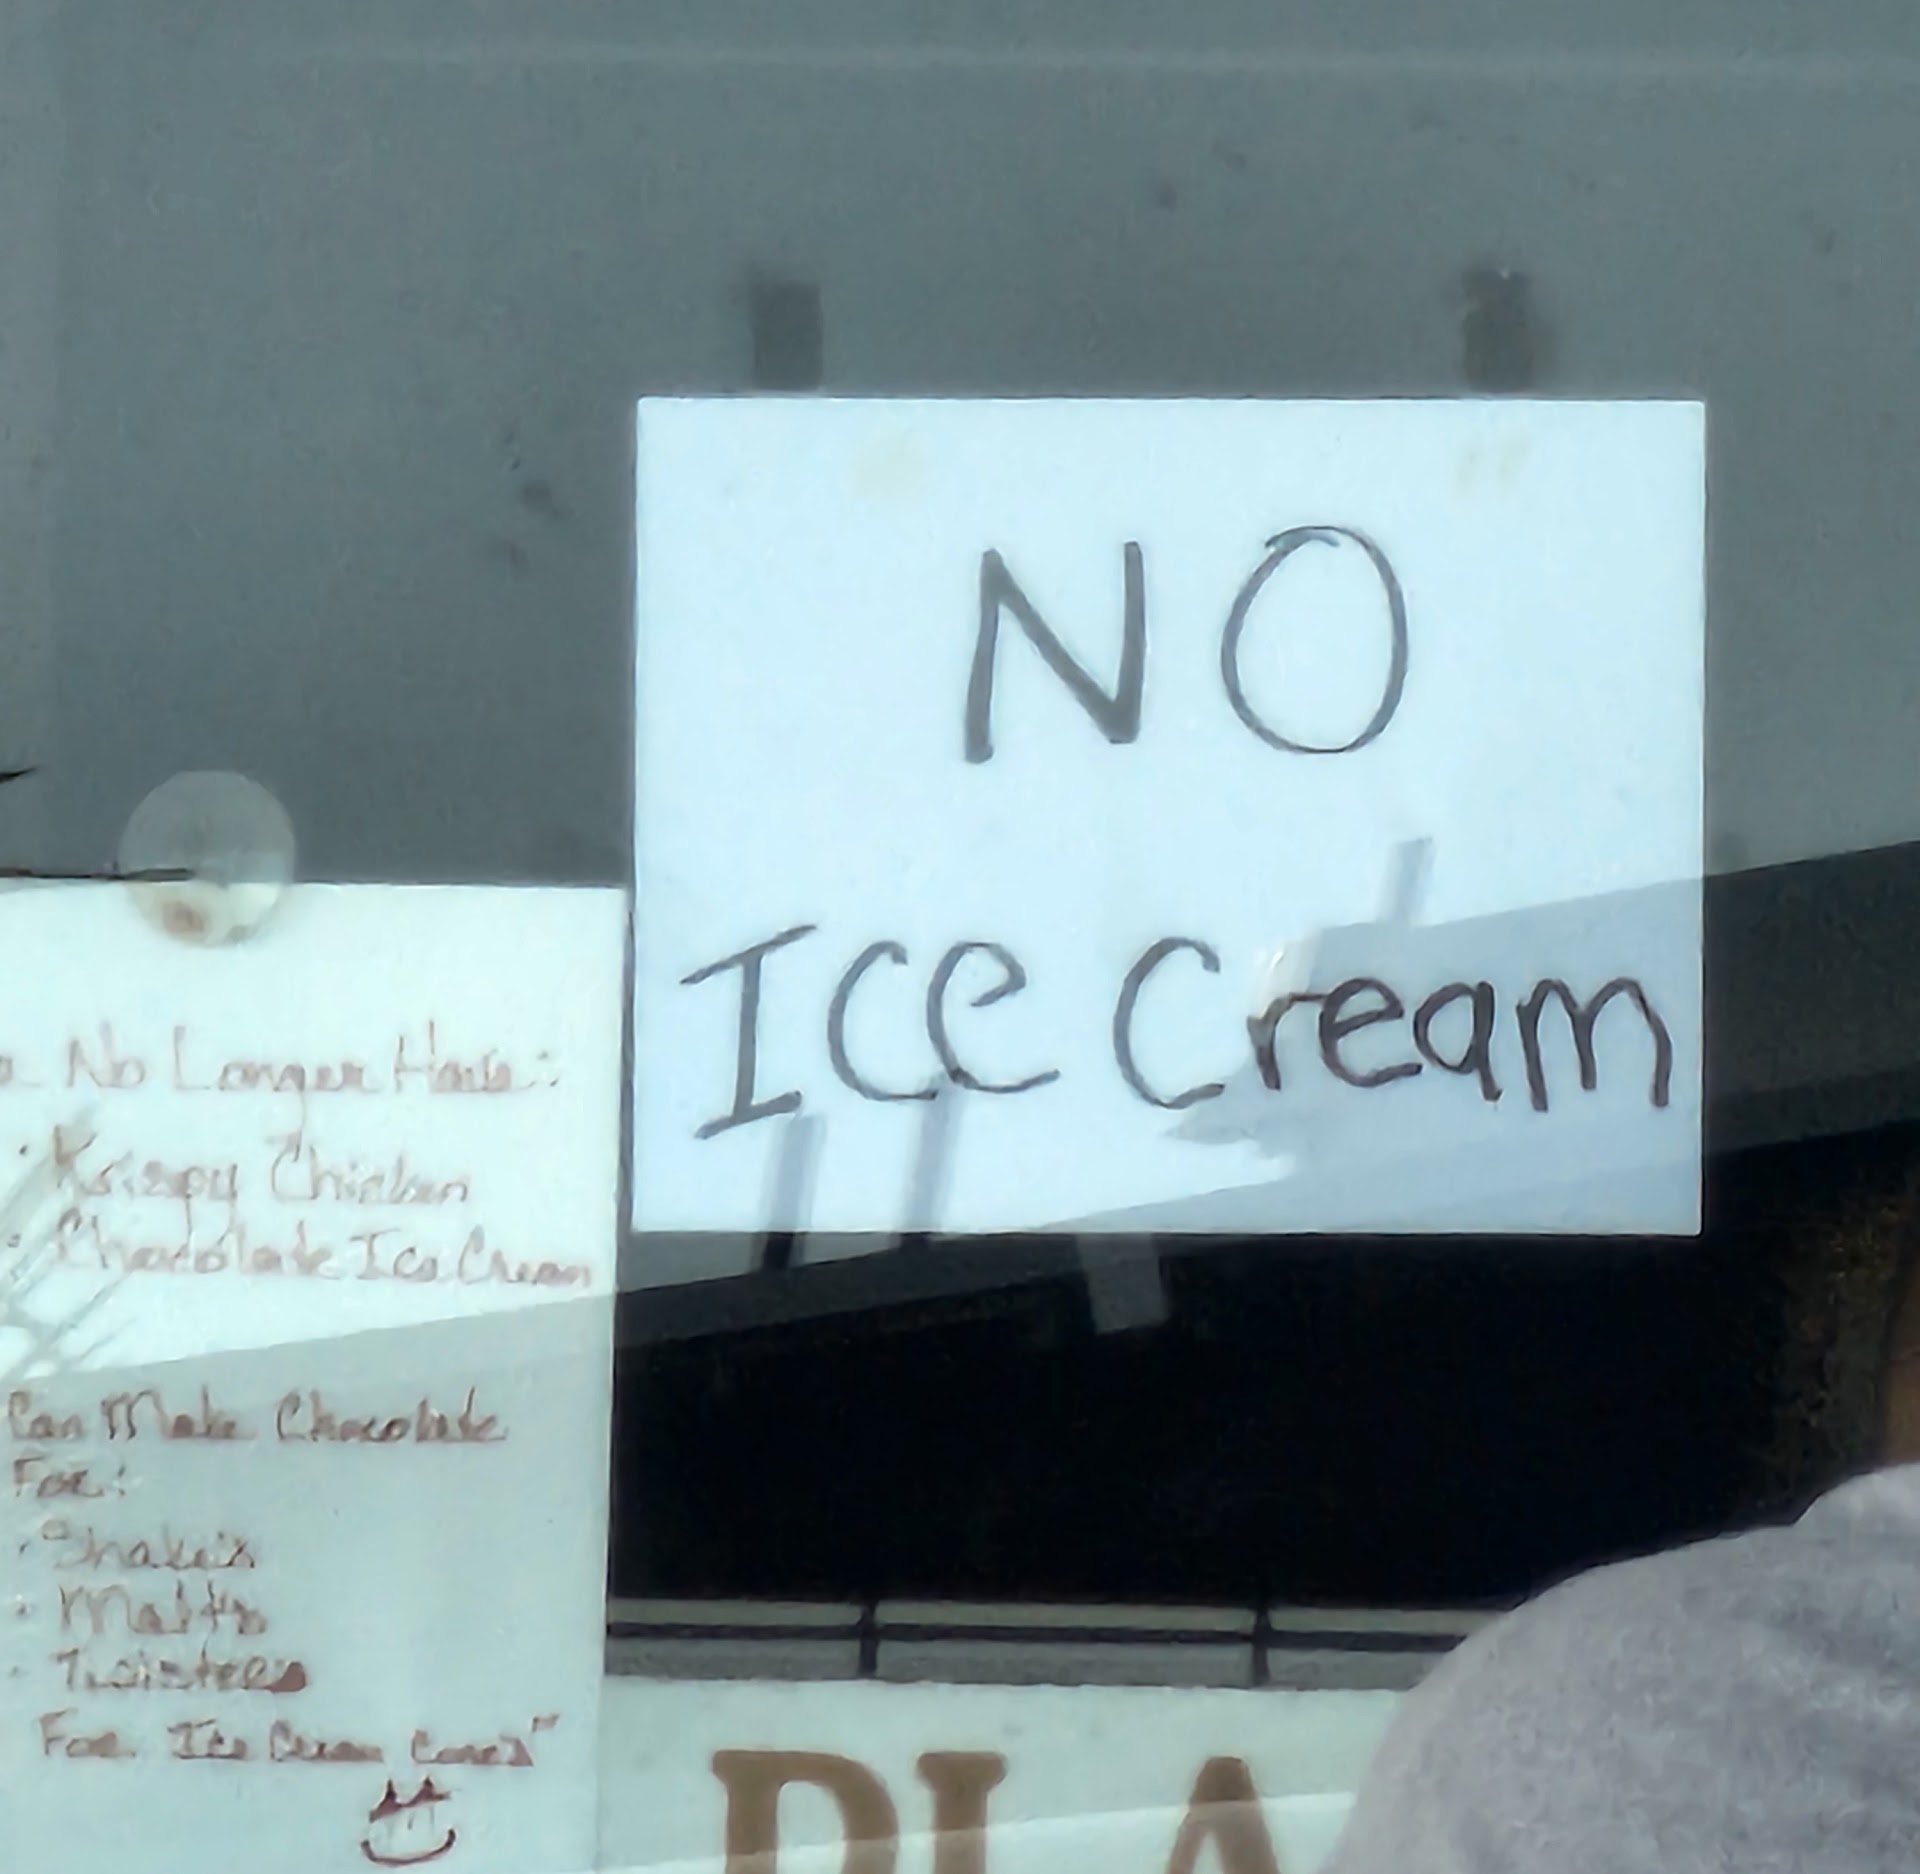 NO
Ice Cream
No Longer Have:
· Krispy Chicken
· Chocolate Ice Cream
Can Make Chocolate
For:
· Shakes
· Malts
· Twisters
For Ice Cream Cones"